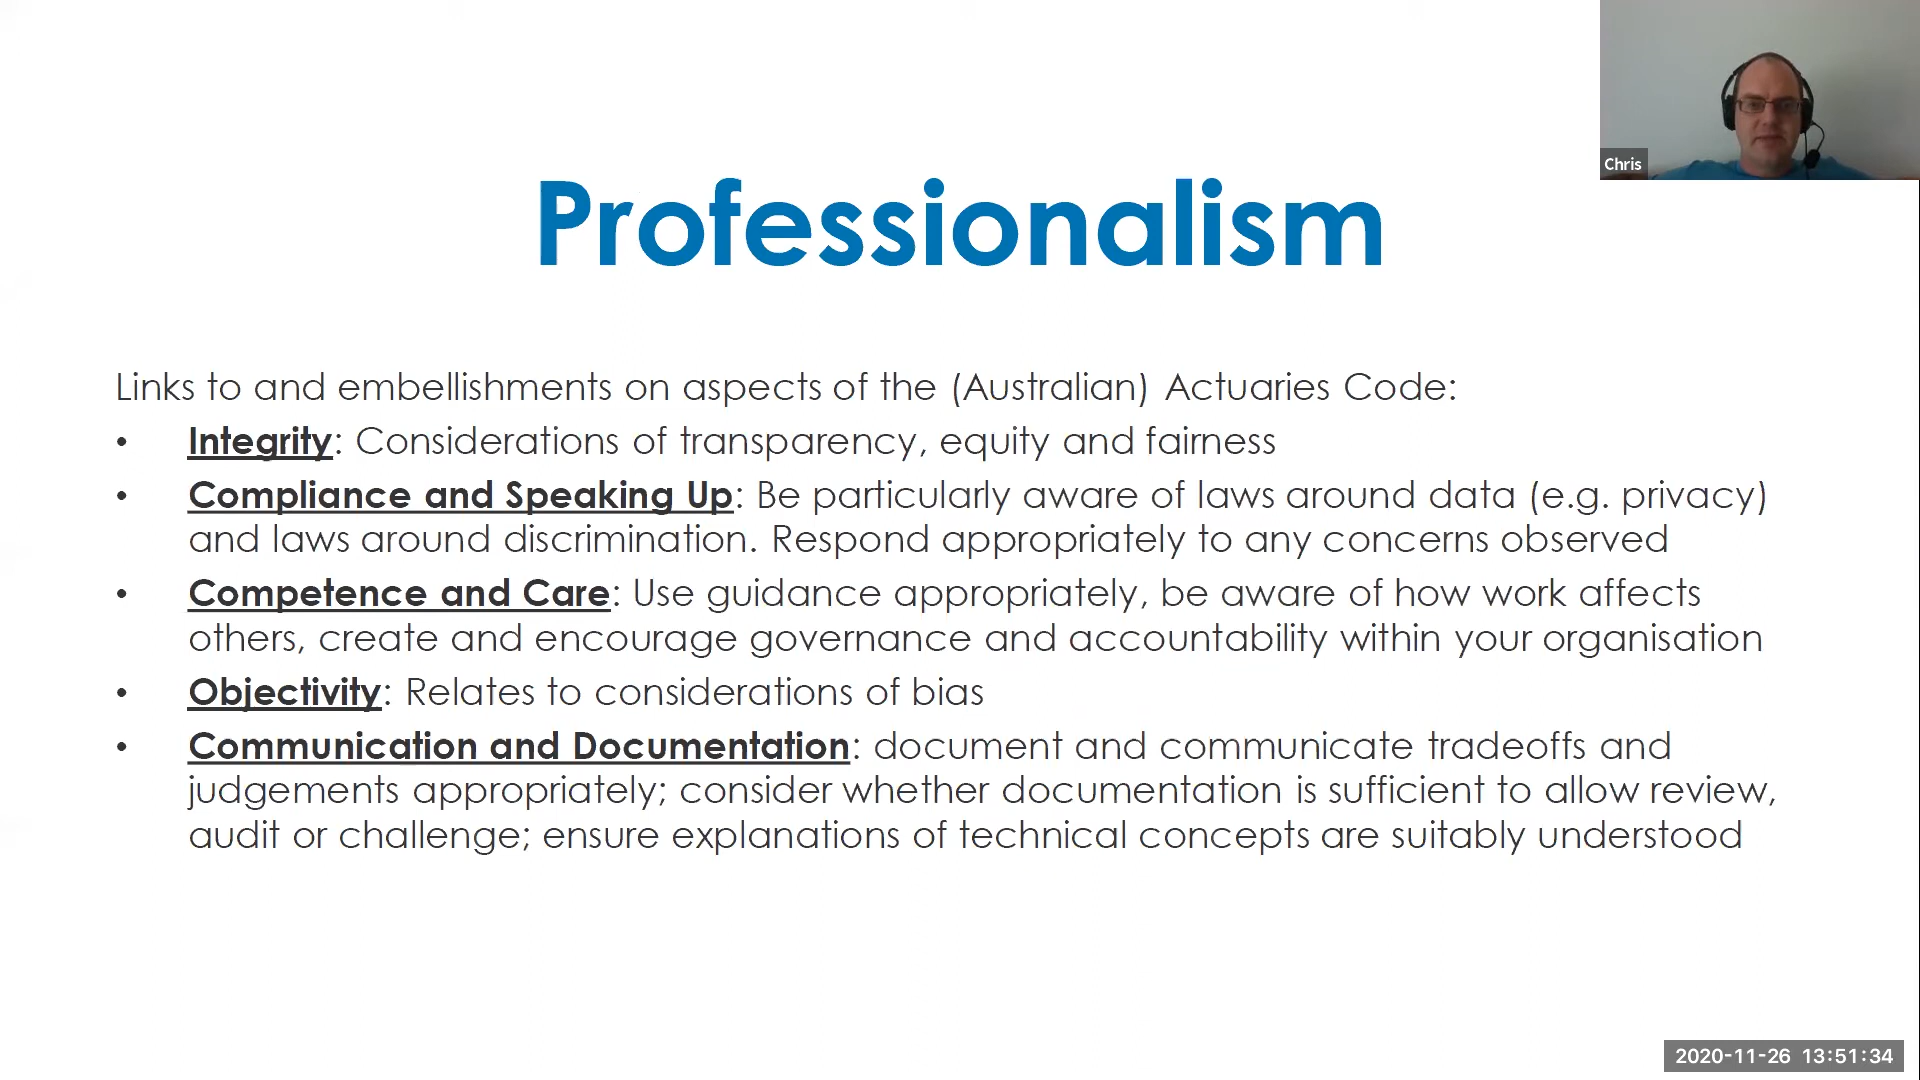 Chris
Professionalism
Links to and embellishments on aspects of the (Australian) Actuaries Code:
• Integrity: Considerations of transparency, equity and fairness
• Compliance and Speaking Up: Be particularly aware of laws around data (e.g. privacy)
and laws around discrimination. Respond appropriately to any concerns observed
• Competence and Care: Use guidance appropriately, be aware of how work affects
others, create and encourage governance and accountability within your organisation
• Objectivity: Relates to considerations of bias
• Communication and Documentation: document and communicate tradeoffs and
judgements appropriately; consider whether documentation is sufficient to allow review,
audit or challenge; ensure explanations of technical concepts are suitably understood
2020-11-26 13:51:34